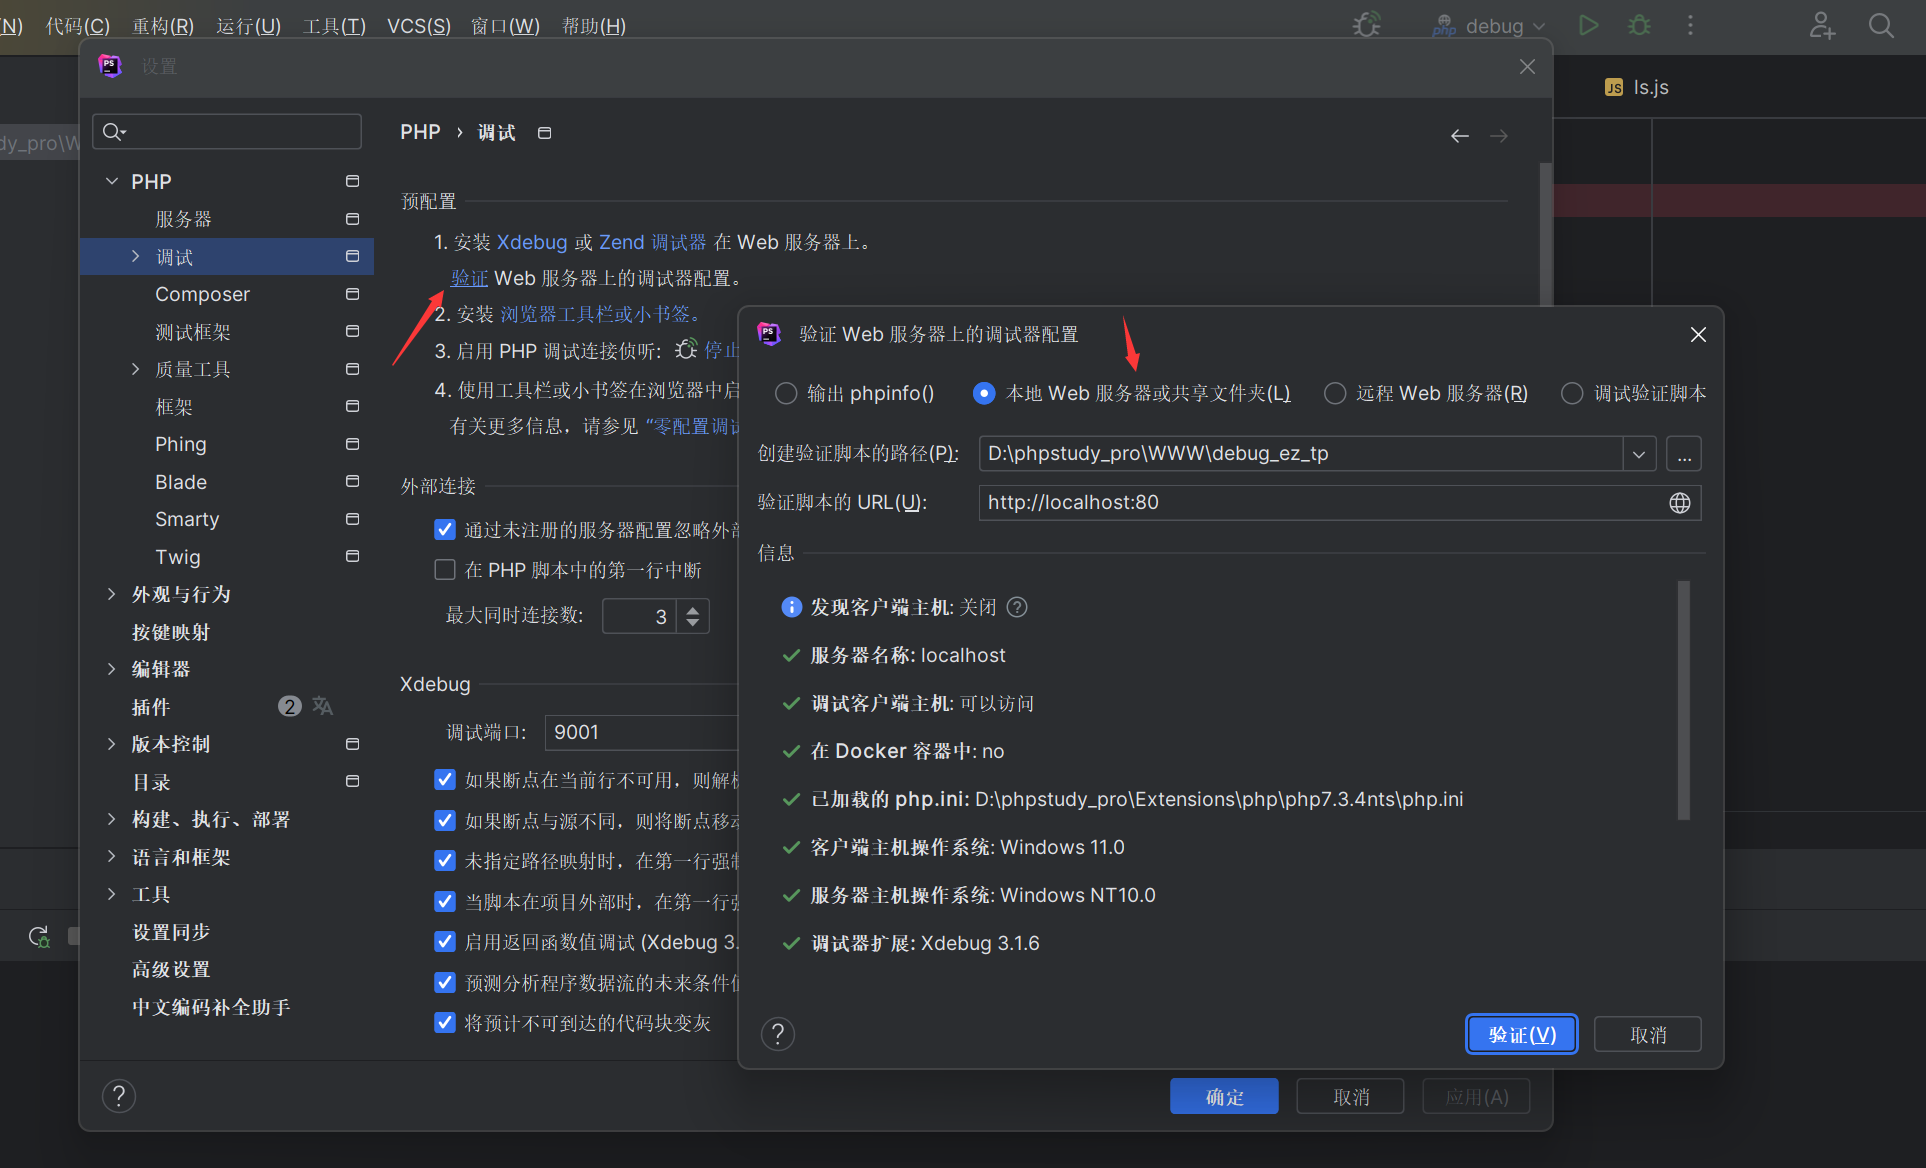 (N) 代码(C) 重构(R) 运行(U) 工具(T) VCS(S) 窗口(W) 帮助(H)
php debug
设置
JS ls.js
dy_pro\W
PHP › 调试
PHP
服务器
调试
Composer
测试框架
质量工具
框架
Phing
Blade
Smarty
Twig
外观与行为
按键映射
编辑器
插件 2
版本控制
目录
构建、执行、部署
语言和框架
工具
设置同步
高级设置
中文编码补全助手
预配置
1. 安装 Xdebug 或 Zend 调试器 在 Web 服务器上。
验证 Web 服务器上的调试器配置。
2. 安装 浏览器工具栏或小书签。
3. 启用 PHP 调试连接侦听: 停止
4. 使用工具栏或小书签在浏览器中启
有关更多信息，请参见 “零配置调试
外部连接
通过未注册的服务器配置忽略外部
在 PHP 脚本中的第一行中断
最大同时连接数: 3
Xdebug
调试端口: 9001
如果断点在当前行不可用，则解析
如果断点与源不同，则将断点移动
未指定路径映射时，在第一行强制
当脚本在项目外部时，在第一行强
启用返回函数值调试 (Xdebug 3.
预测分析程序数据流的未来条件值
将预计不可到达的代码块变灰
? 确定 取消 应用(A)
PS 验证 Web 服务器上的调试器配置
输出 phpinfo() 本地 Web 服务器或共享文件夹(L) 远程 Web 服务器(R) 调试验证脚本
创建验证脚本的路径(P): D:\phpstudy_pro\WWW\debug_ez_tp ...
验证脚本的 URL(U): http://localhost:80
信息
发现客户端主机: 关闭 ?
服务器名称: localhost
调试客户端主机: 可以访问
在 Docker 容器中: no
已加载的 php.ini: D:\phpstudy_pro\Extensions\php\php7.3.4nts\php.ini
客户端主机操作系统: Windows 11.0
服务器主机操作系统: Windows NT10.0
调试器扩展: Xdebug 3.1.6
? 验证(V) 取消